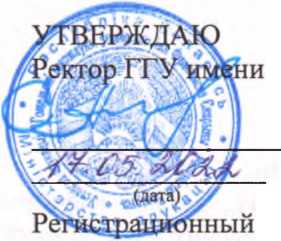 УТВЕРЖДАЮ
Ректор ГГУ имени
17.05.2022
(дата)
Регистрационный